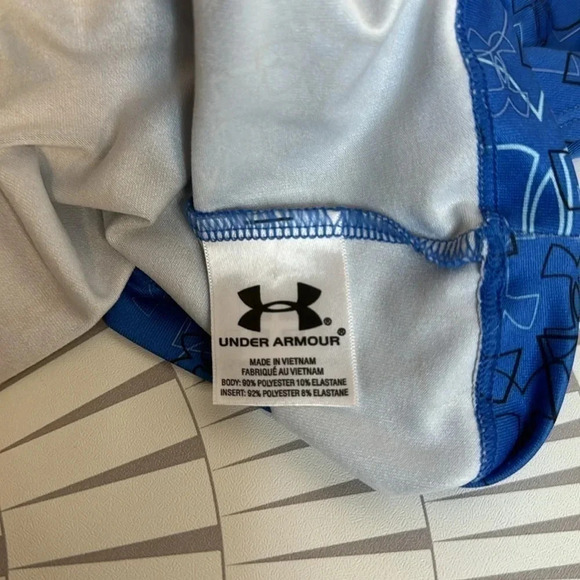 ®
UNDER ARMOUR®
MADE IN VIETNAM
FABRIQUÉ AU VIETNAM
BODY: 90% POLYESTER 10% ELASTANE
INSERT: 92% POLYESTER 8% ELASTANE